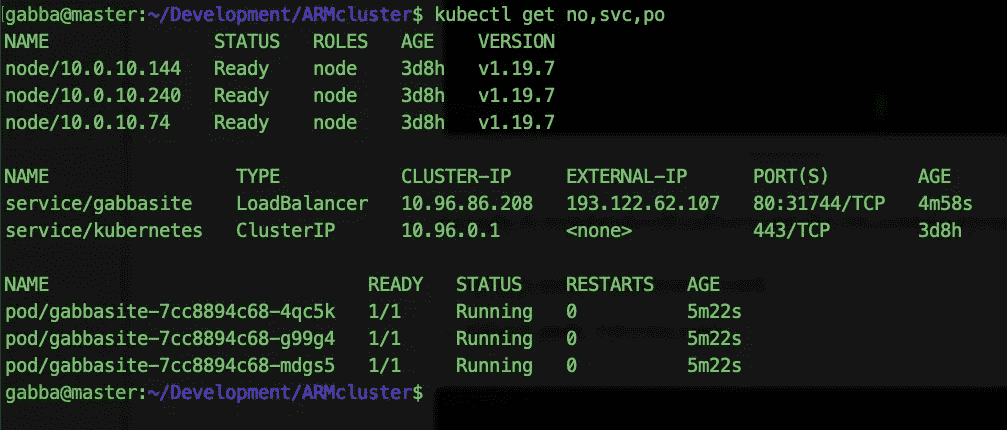 gabba@master:~/Development/ARMcluster$ kubectl get no,svc,po
NAME STATUS ROLES AGE VERSION
node/10.0.10.144 Ready node 3d8h v1.19.7
node/10.0.10.240 Ready node 3d8h v1.19.7
node/10.0.10.74 Ready node 3d8h v1.19.7
NAME TYPE CLUSTER-IP EXTERNAL-IP PORT(S) AGE
service/gabbasite LoadBalancer 10.96.86.208 193.122.62.107 80:31744/TCP 4m58s
service/kubernetes ClusterIP 10.96.0.1 <none> 443/TCP 3d8h
NAME READY STATUS RESTARTS AGE
pod/gabbasite-7cc8894c68-4qc5k 1/1 Running 0 5m22s
pod/gabbasite-7cc8894c68-g99g4 1/1 Running 0 5m22s
pod/gabbasite-7cc8894c68-mdgs5 1/1 Running 0 5m22s
gabba@master:~/Development/ARMcluster$